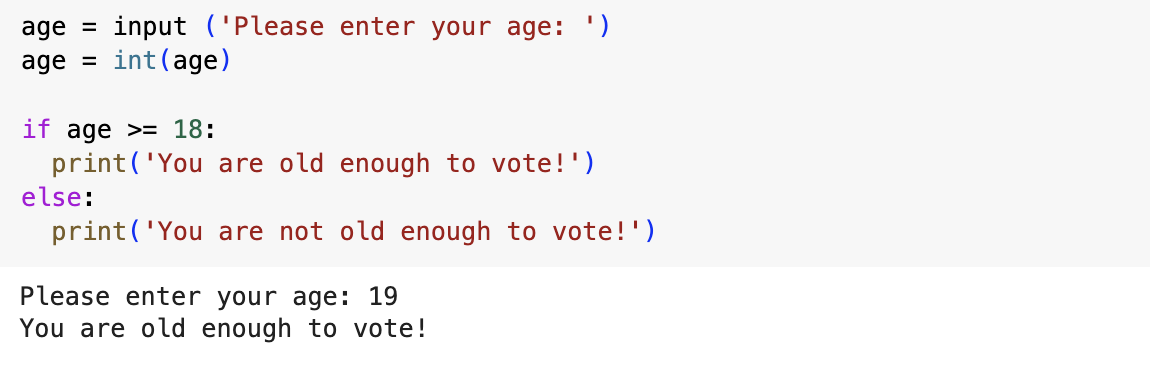 age = input ('Please enter your age: ')
age = int(age)

if age >= 18:
  print('You are old enough to vote!')
else:
  print('You are not old enough to vote!')
Please enter your age: 19
You are old enough to vote!